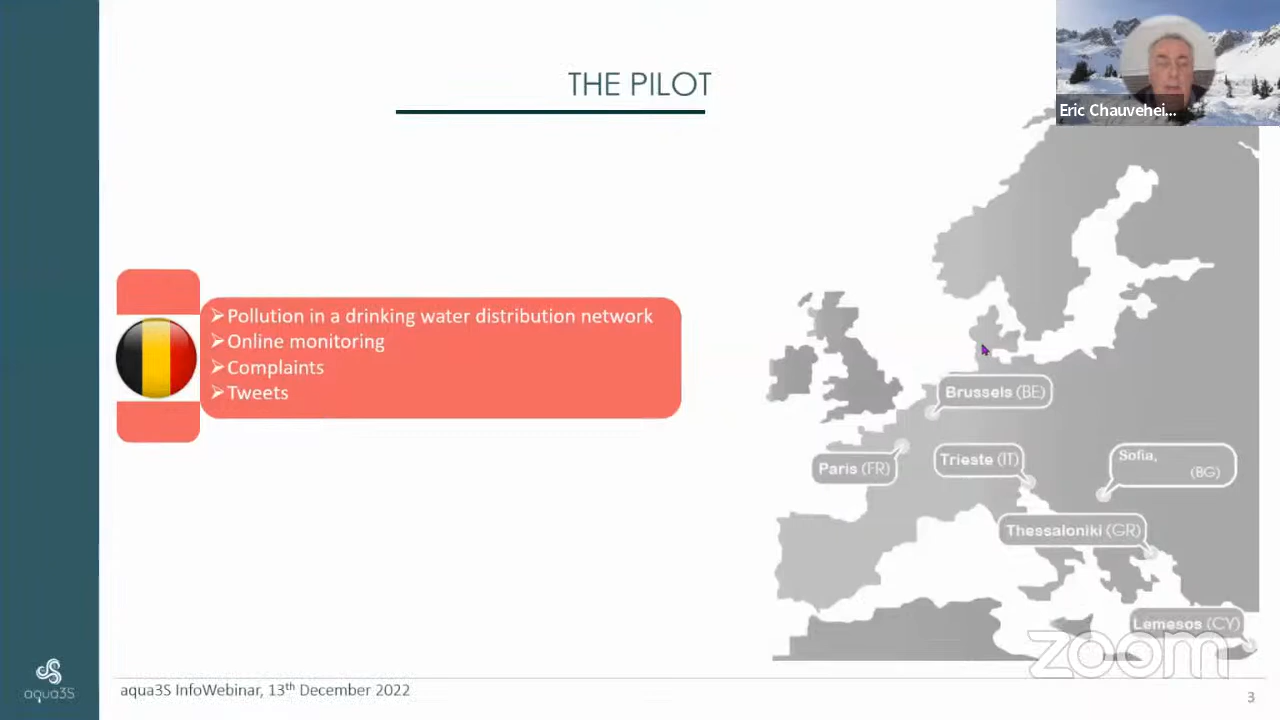 THE PILOT
Eric Chauvehei...
➢Pollution in a drinking water distribution network
➢Online monitoring
➢Complaints
➢Tweets
Brussels (BE)
Paris (FR)
Trieste (IT)
Sofia,
(BG)
Thessaloniki (GR)
Lemesos (CY)
zoom
aqua3S
aqua3S InfoWebinar, 13th December 2022
3